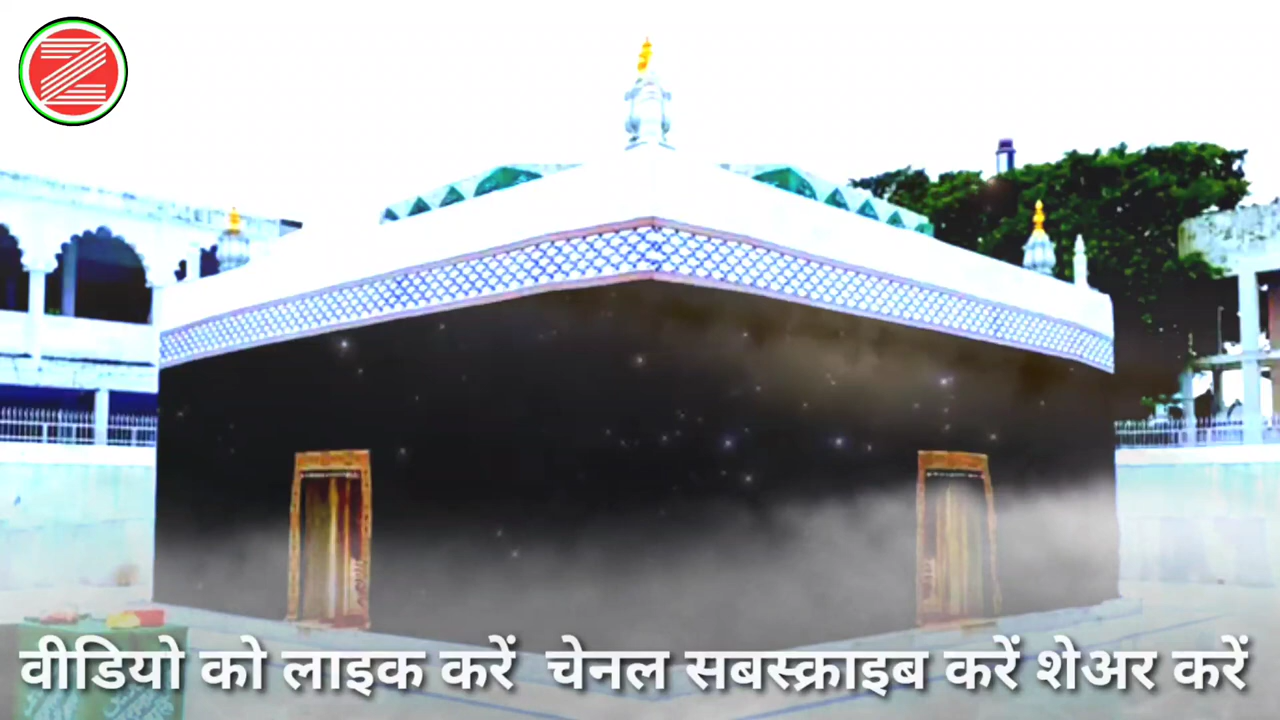 Z
वीडियो को लाइक करें चेनल सबस्क्राइब करें शेअर करें